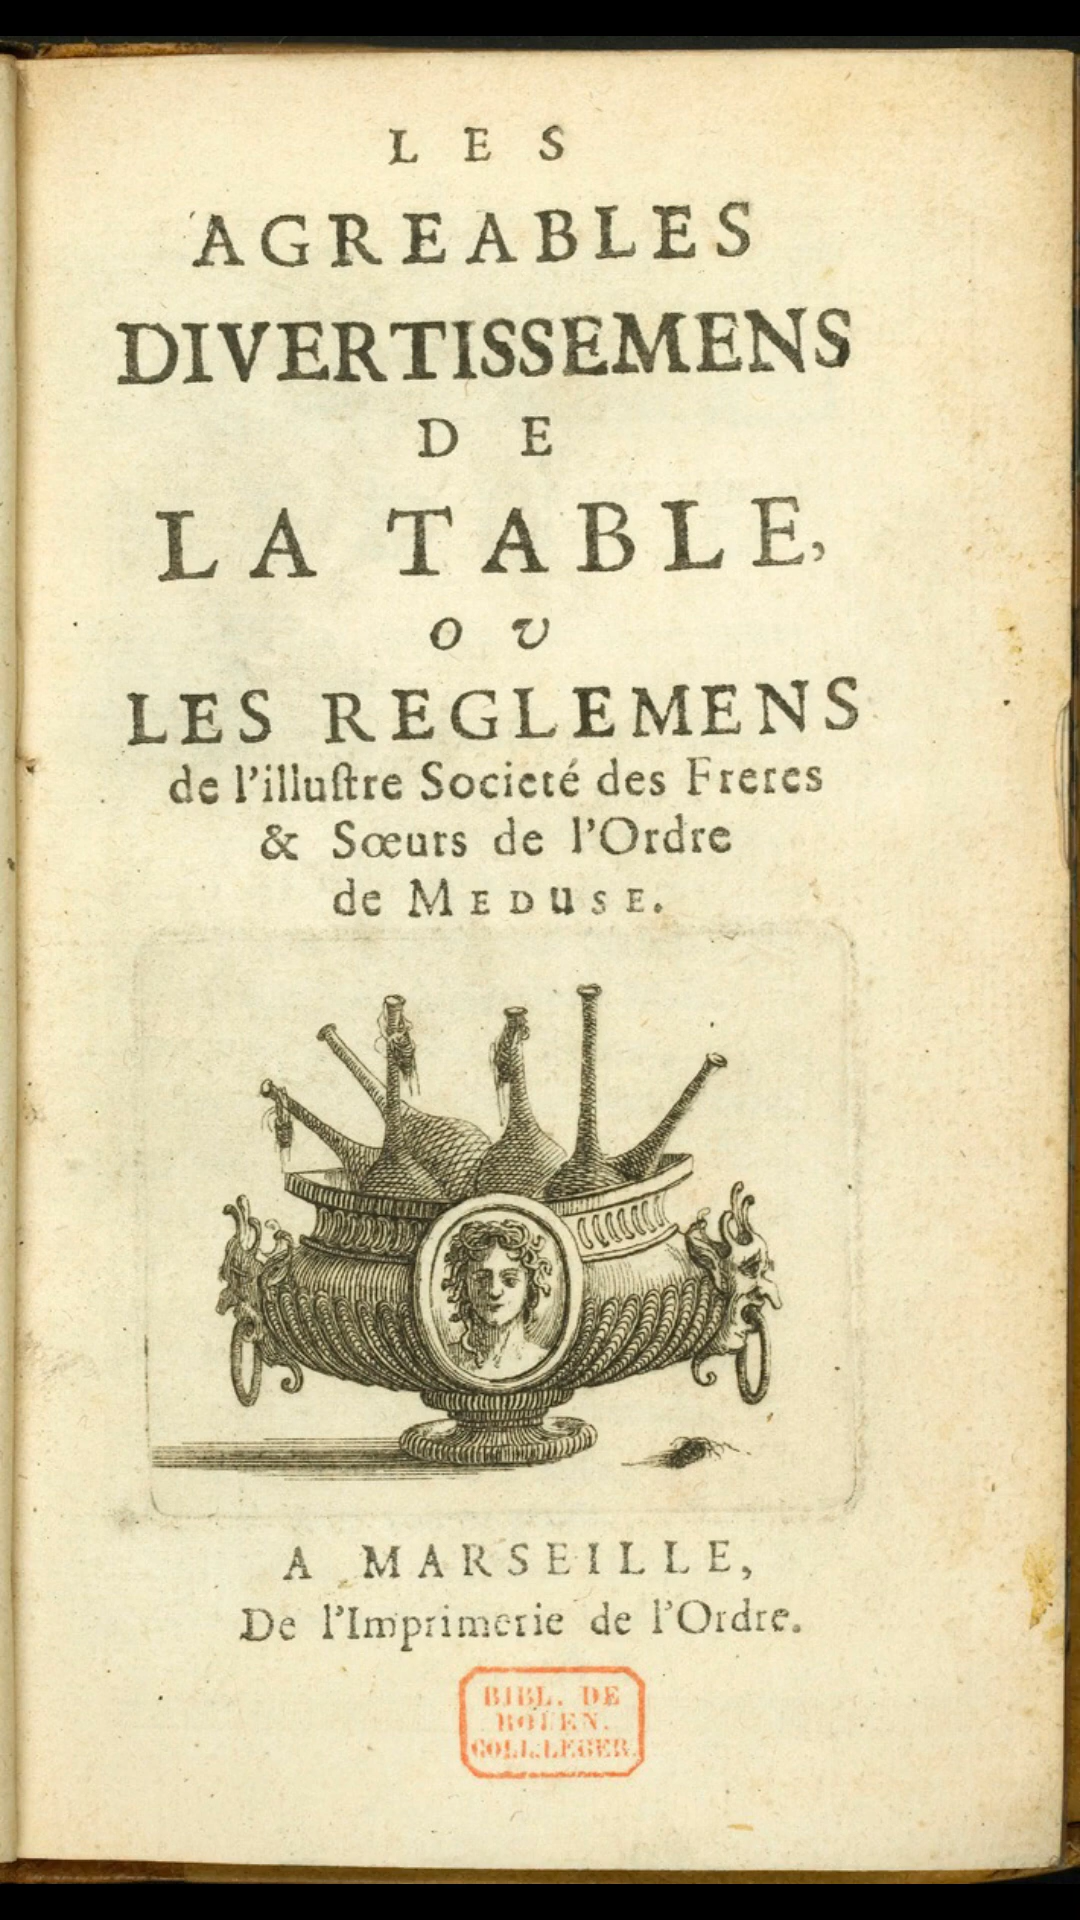 LES
AGREABLES
DIVERTISSEMENS
DE
LA TABLE,
OU
LES REGLEMENS
de l'illuſtre Societé des Freres
& Sœurs de l'Ordre
de MEDUSE.
A MARSEILLE,
De l'Imprimerie de l'Ordre.
BIBL. DE
ROUEN.
COLL. LEBER.